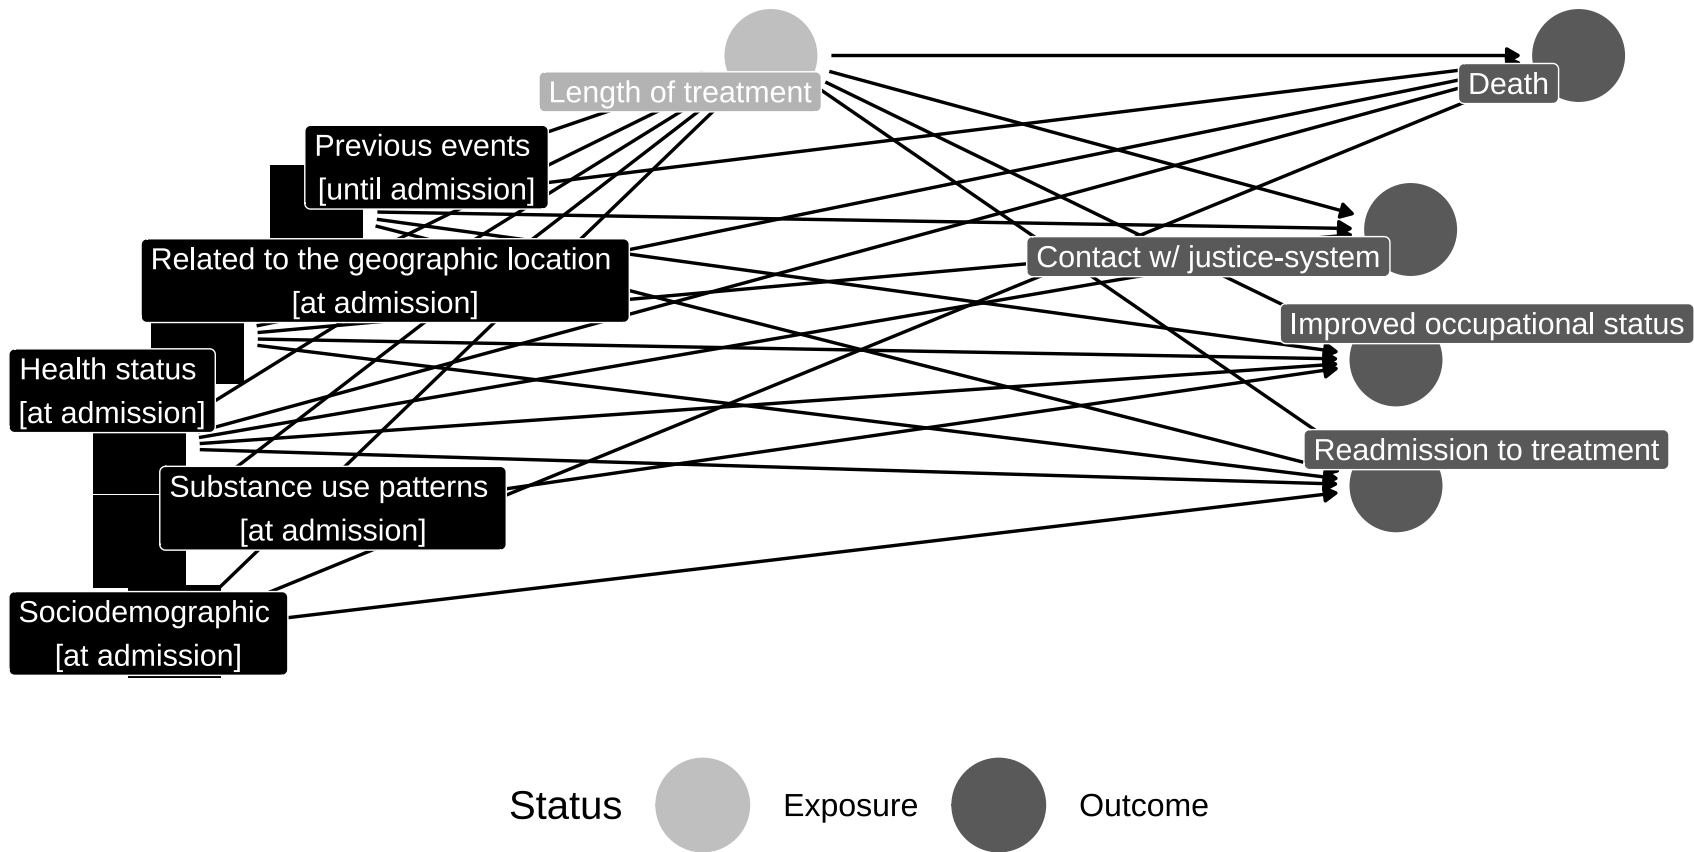 Length of treatment
Death
Previous events
[until admission]
Related to the geographic location
[at admission]
Contact w/ justice-system
Improved occupational status
Health status
[at admission]
Readmission to treatment
Substance use patterns
[at admission]
Sociodemographic
[at admission]
Status
Exposure
Outcome